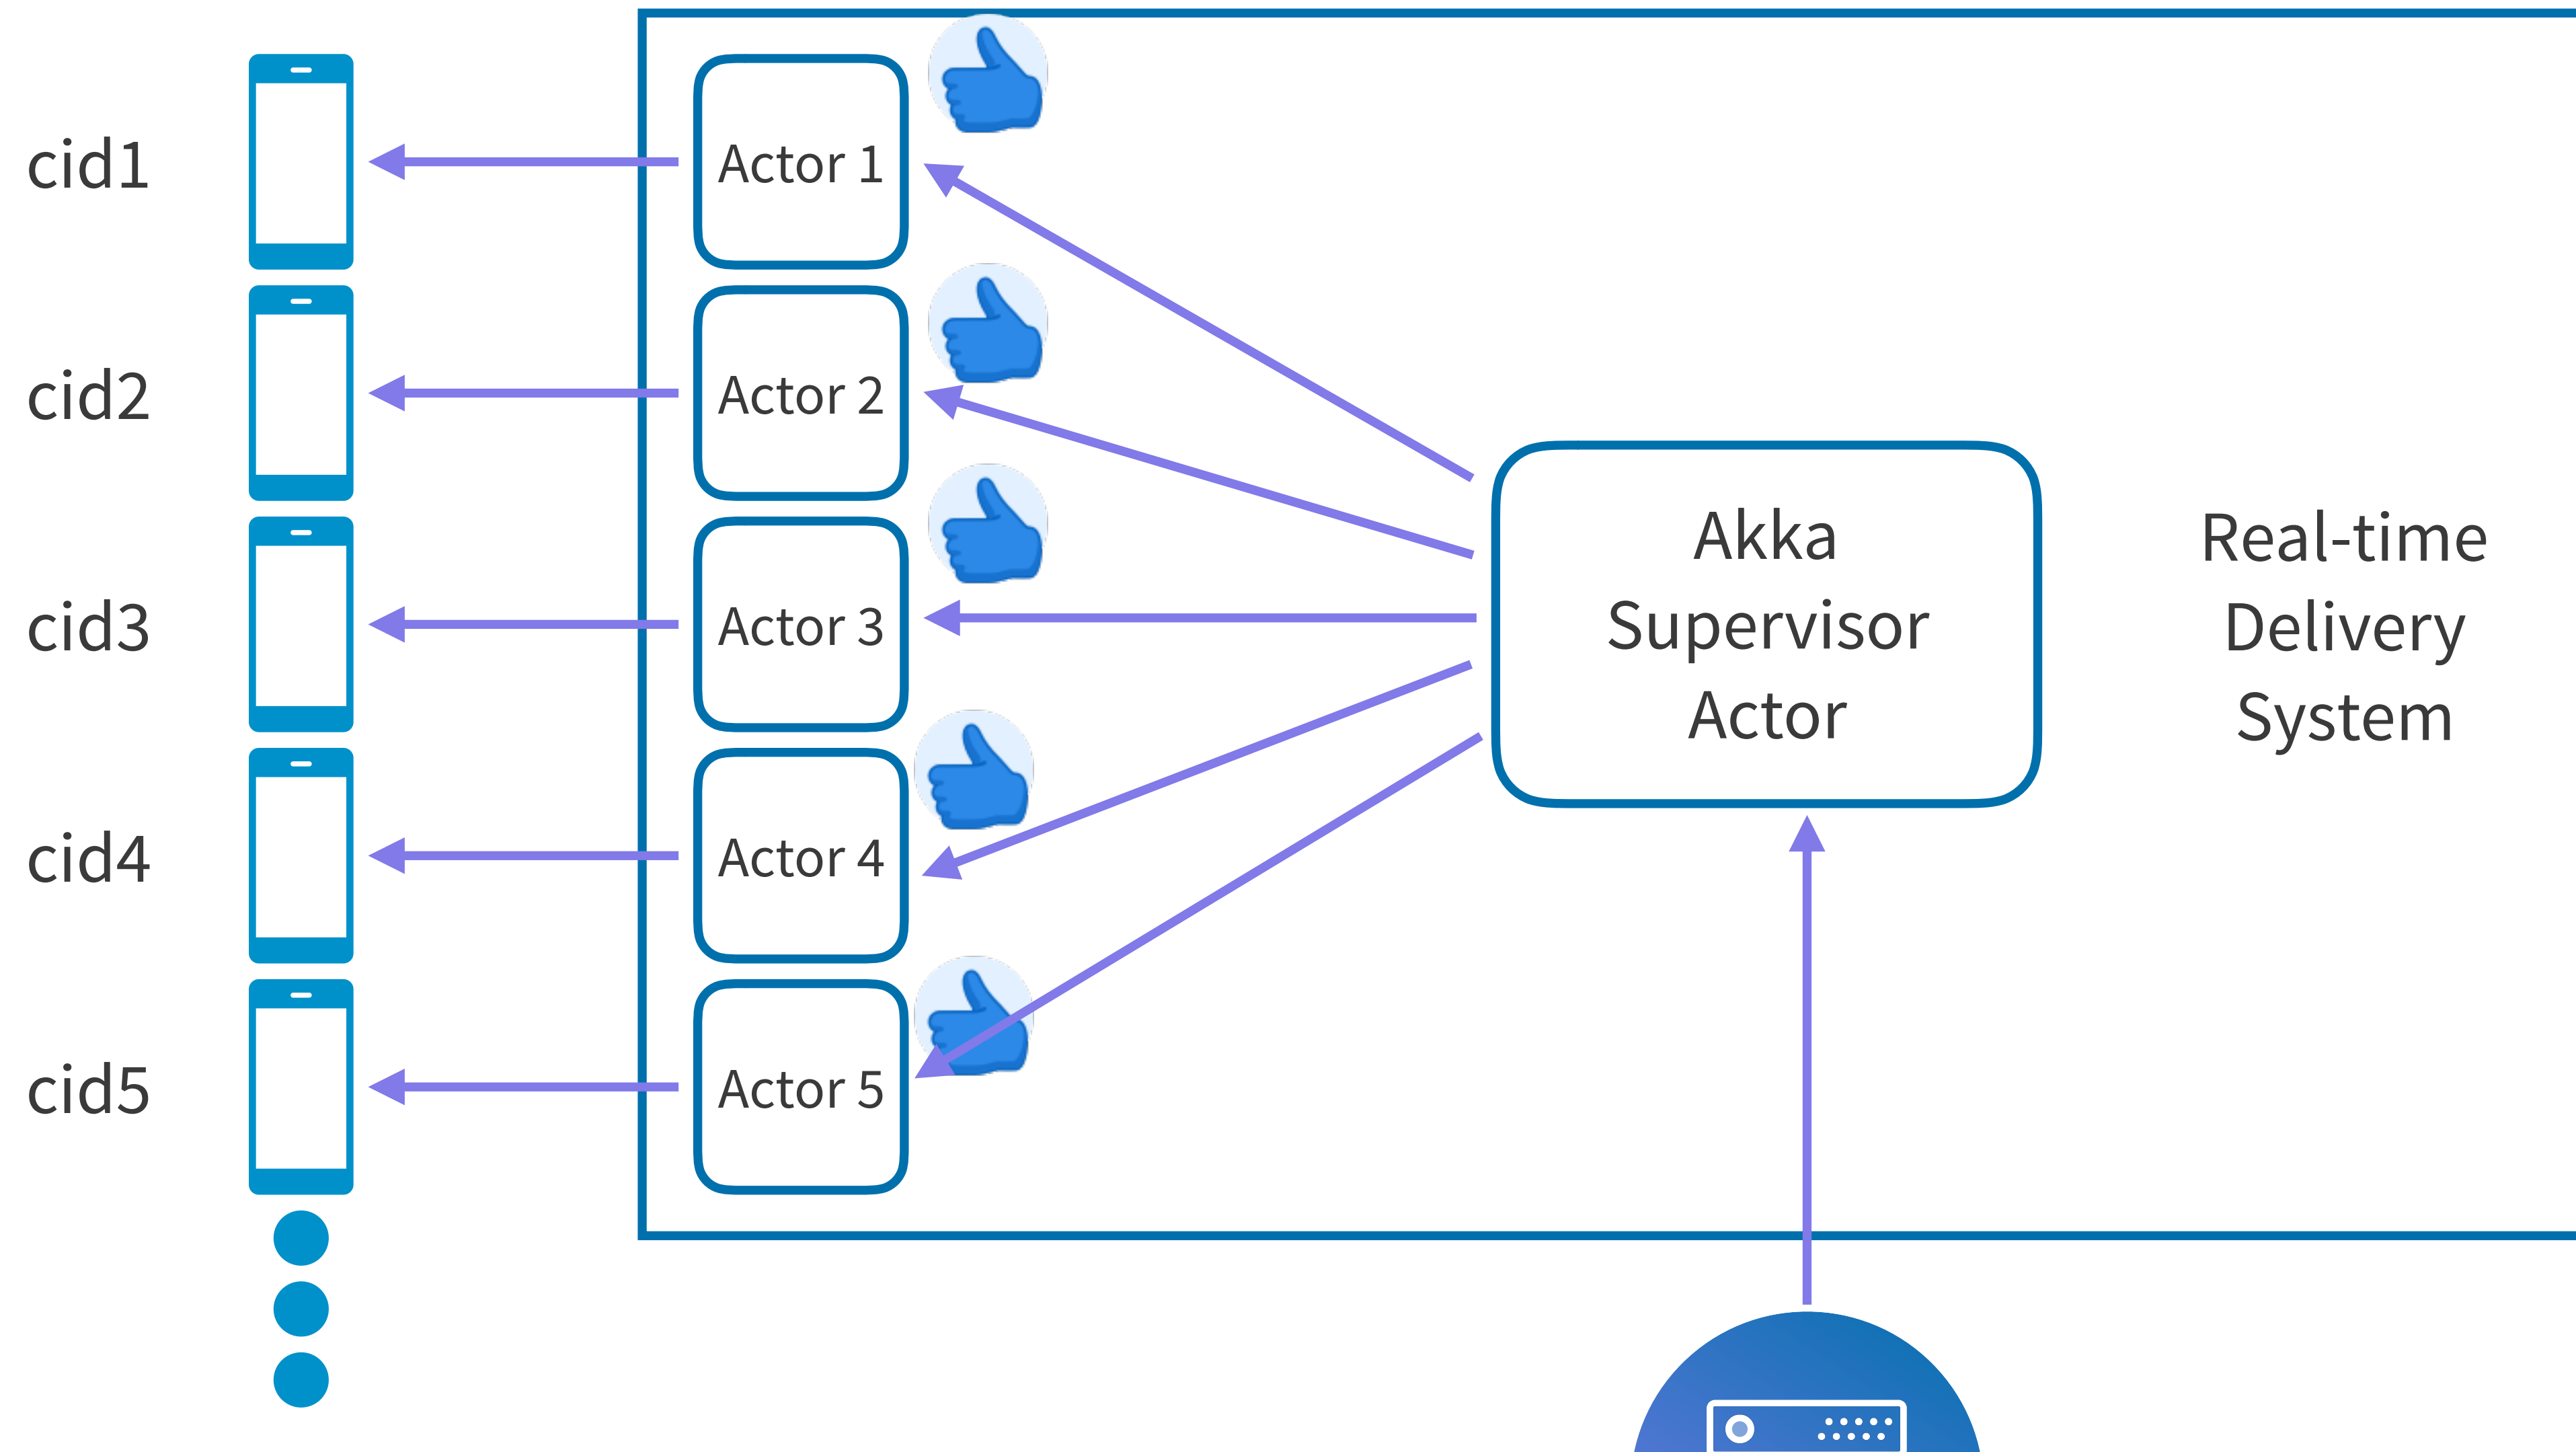 cid1
Actor 1
cid2
Actor 2
cid3
Actor 3
cid4
Actor 4
cid5
Actor 5
Akka
Supervisor
Actor
Real-time
Delivery
System